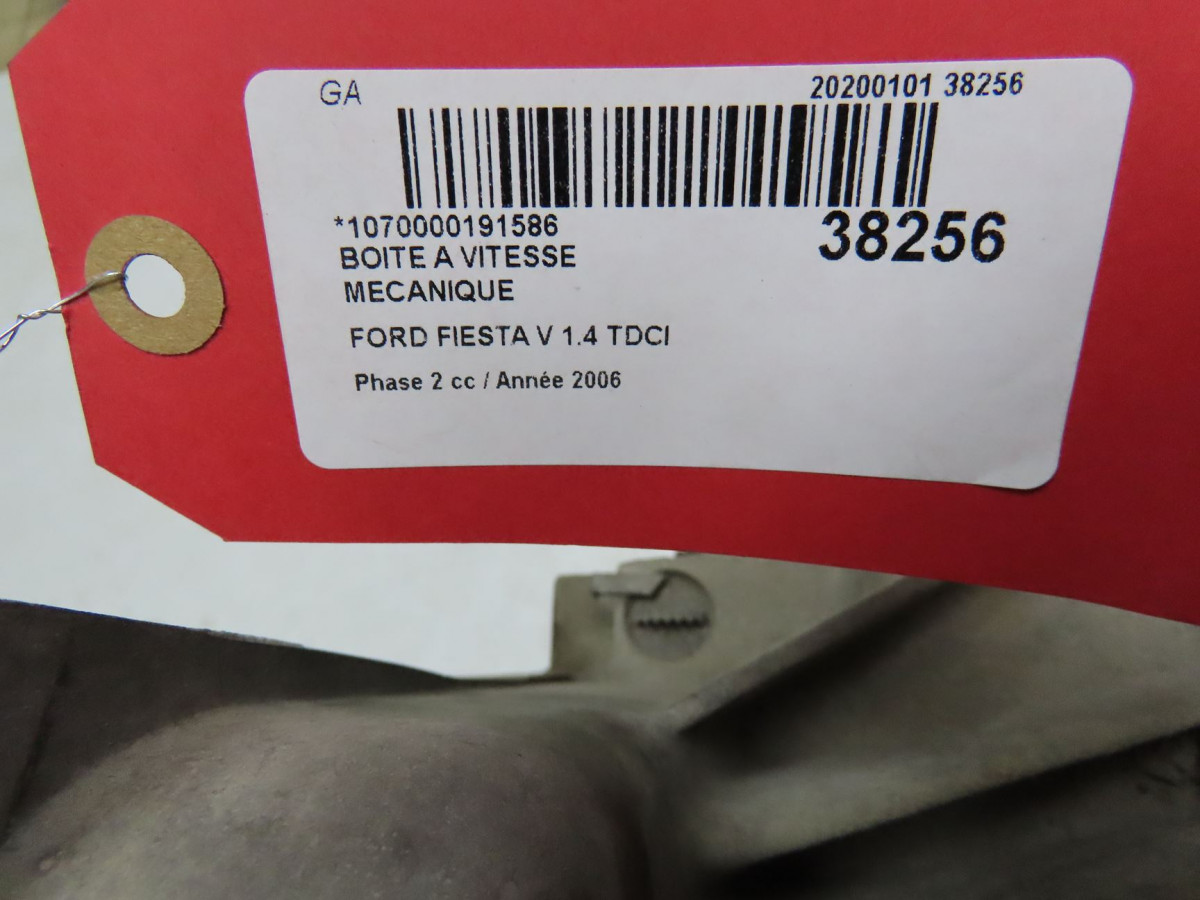 GA 20200101 38256
*1070000191586 38256
BOITE A VITESSE
MECANIQUE
FORD FIESTA V 1.4 TDCI
Phase 2 cc / Année 2006